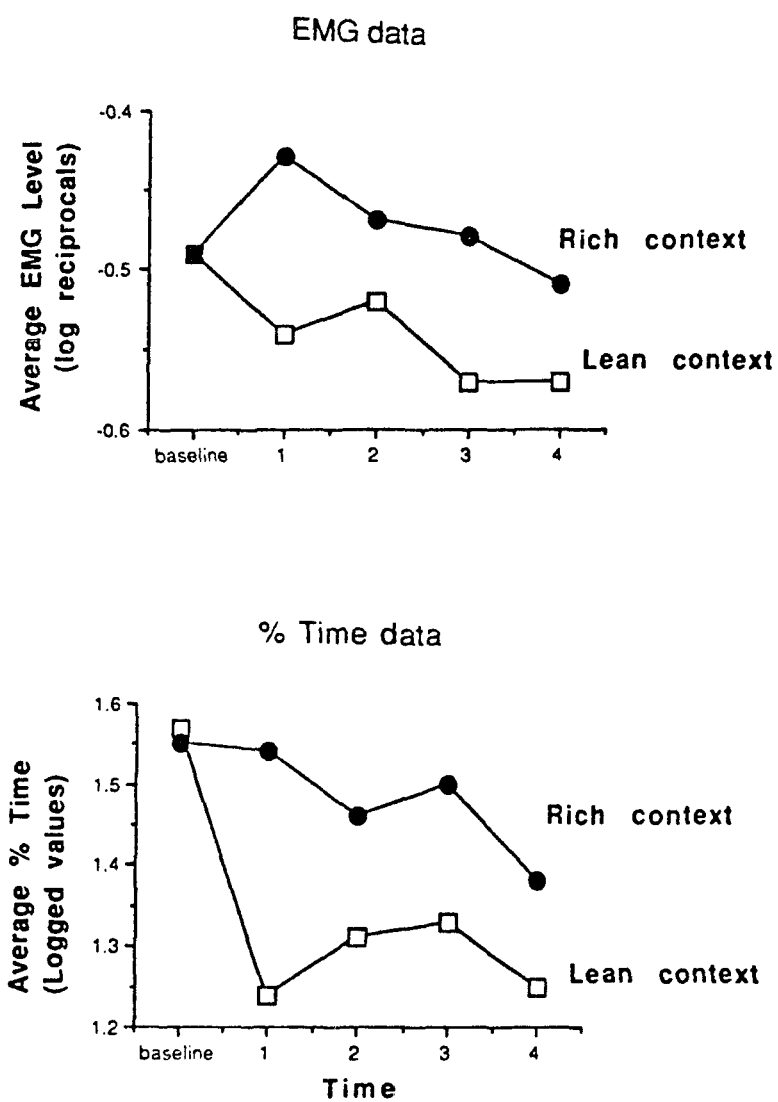 EMG data
Average EMG Level
(log reciprocals)
-0.4
-0.5
-0.6
Rich context
Lean context
baseline 1 2 3 4
% Time data
Average % Time
(Logged values)
1.6
1.5
1.4
1.3
1.2
Rich context
Lean context
baseline 1 2 3 4
Time